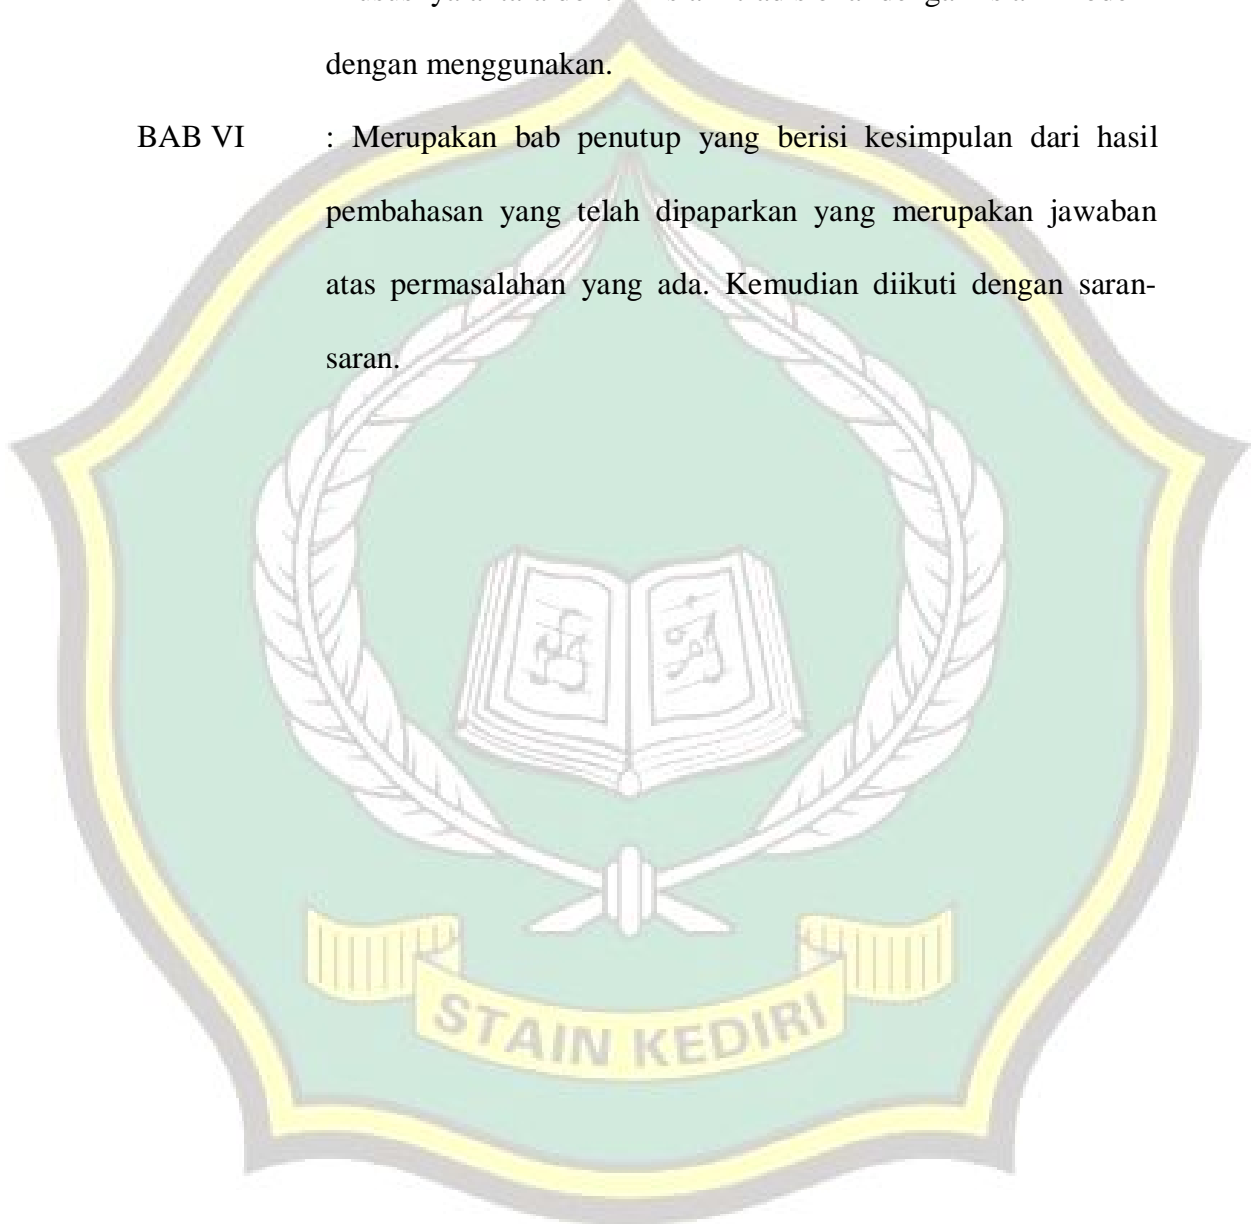 dengan menggunakan.
BAB VI : Merupakan bab penutup yang berisi kesimpulan dari hasil
pembahasan yang telah dipaparkan yang merupakan jawaban
atas permasalahan yang ada. Kemudian diikuti dengan saran-
saran.
STAIN KEDIRI